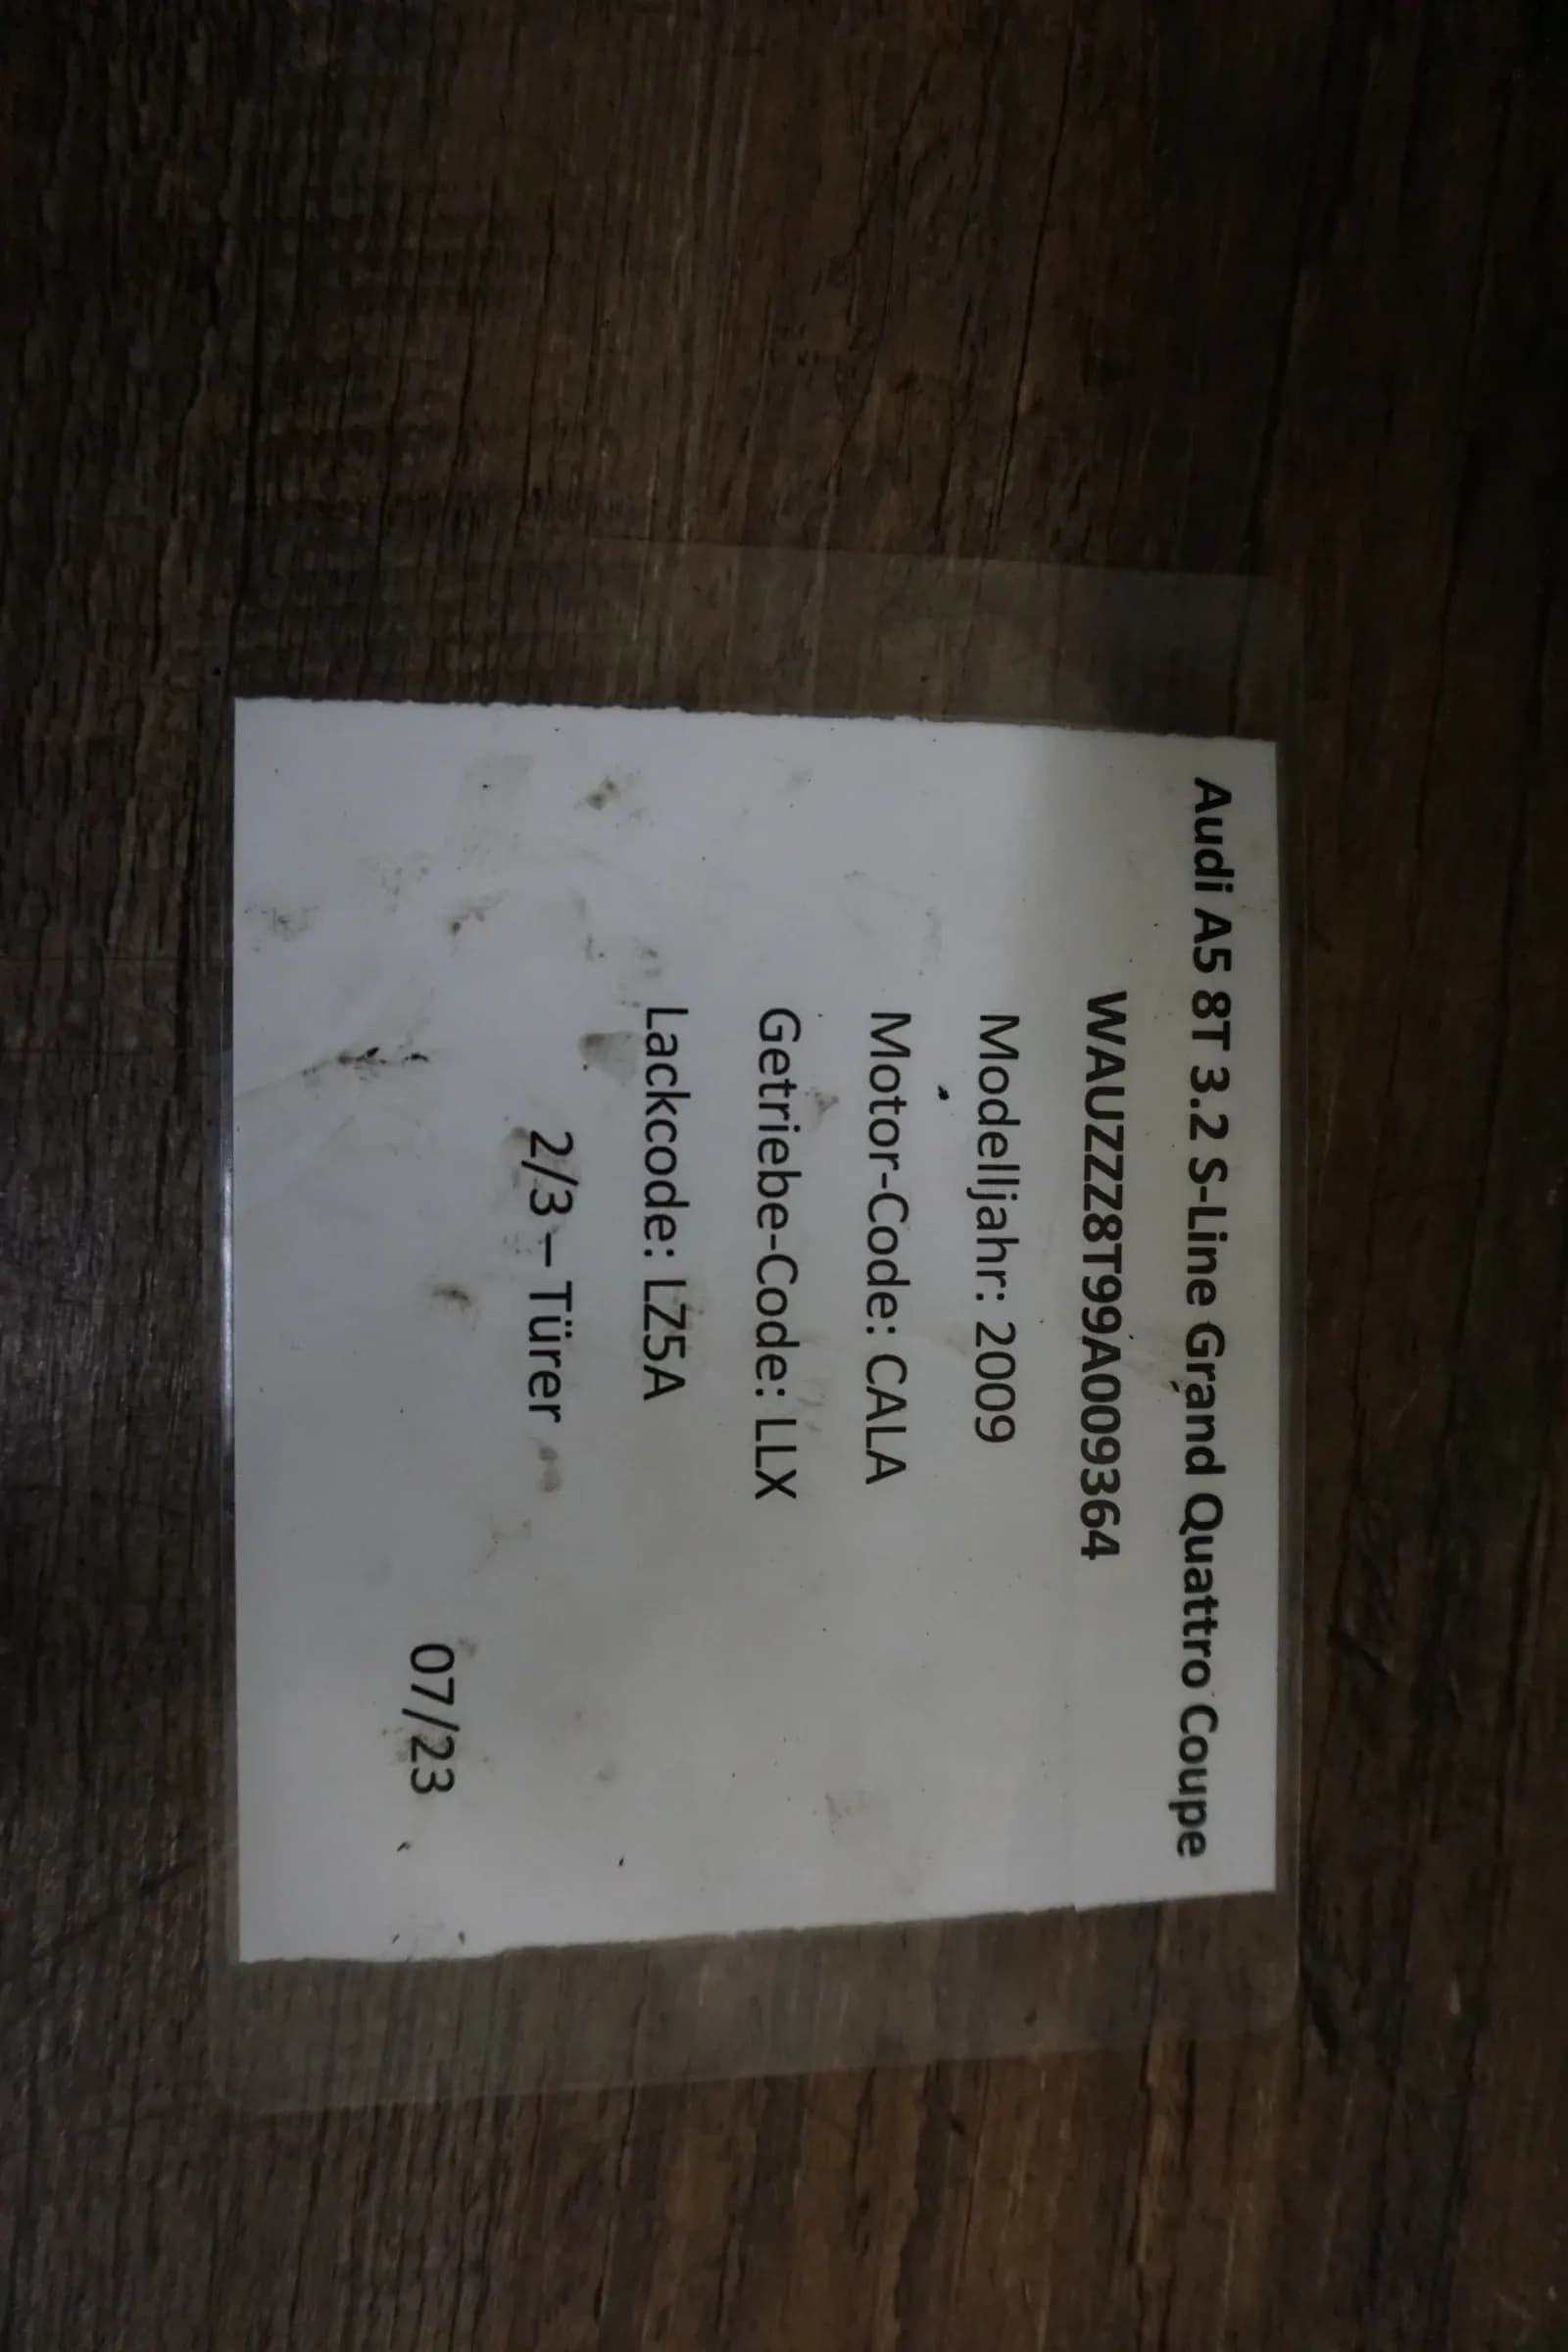 Audi A5 8T 3.2 S-Line Grand Quattro Coupe
WAUZZZ8T99A009364
Modelljahr: 2009
Motor-Code: CALA
Getriebe-Code: LLX
Lackcode: LZ5A
2/3 – Türer
07/23